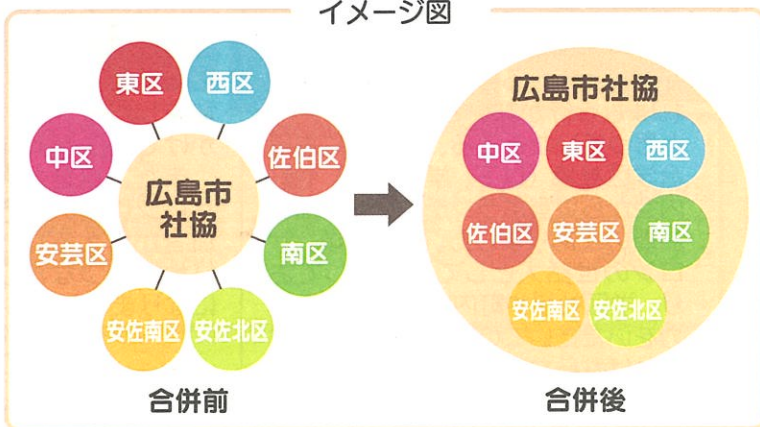 イメージ図
東区
西区
中区
佐伯区
広島市
社協
安芸区
南区
安佐南区
安佐北区
合併前
広島市社協
中区
東区
西区
佐伯区
安芸区
南区
安佐南区
安佐北区
合併後